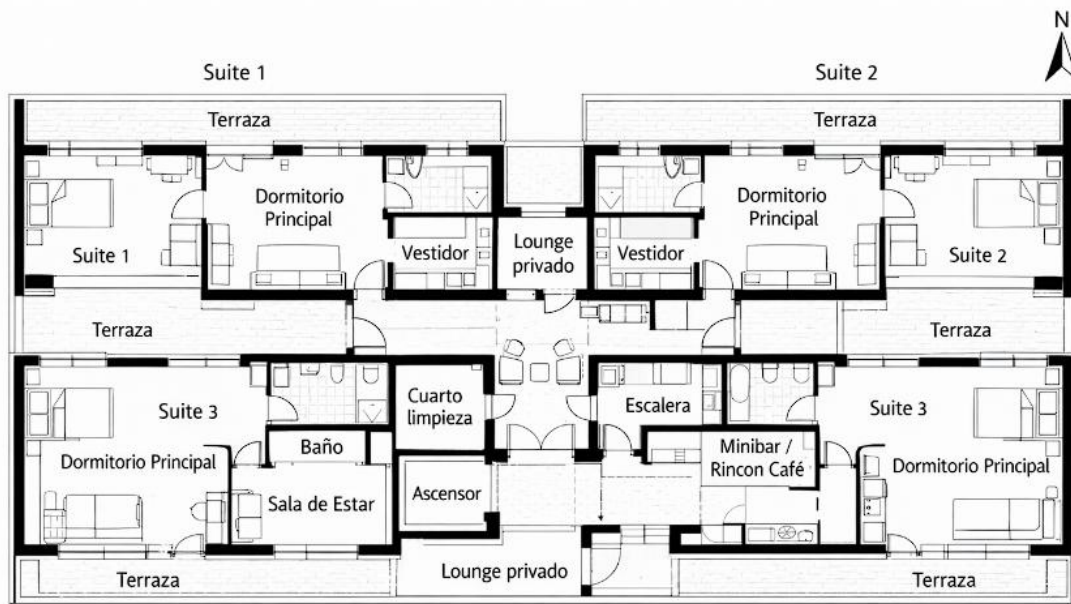 N
Suite 1
Suite 2
Terraza
Terraza
Dormitorio
Principal
Dormitorio
Principal
Suite 1
Vestidor
Lounge
privado
Vestidor
Suite 2
Terraza
Terraza
Suite 3
Cuarto
limpieza
Escalera
Suite 3
Baño
Minibar /
Rincon Café
Dormitorio Principal
Dormitorio Principal
Ascensor
Sala de Estar
Terraza
Lounge privado
Terraza